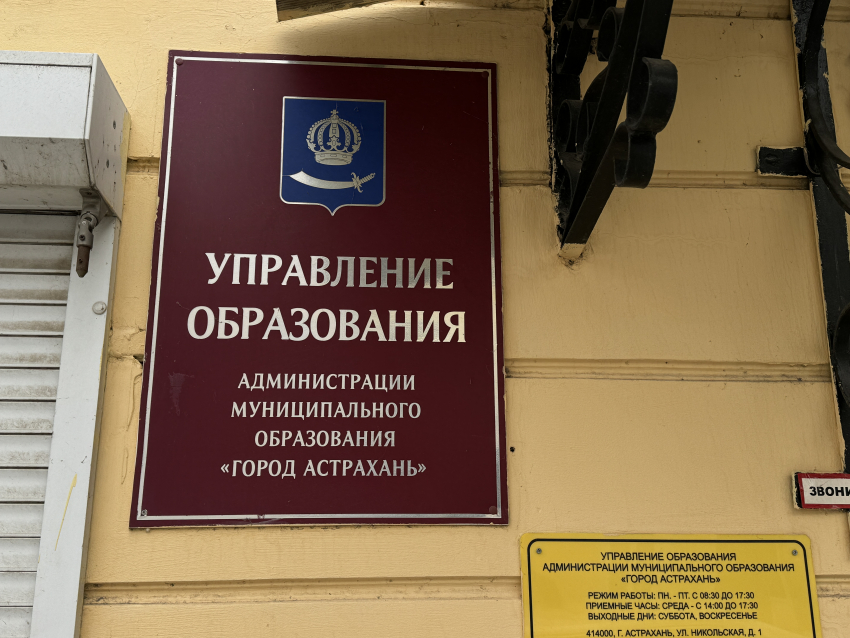 УПРАВЛЕНИЕ
ОБРАЗОВАНИЯ
АДМИНИСТРАЦИИ
МУНИЦИПАЛЬНОГО
ОБРАЗОВАНИЯ
«ГОРОД АСТРАХАНЬ»
ЗВОНИ
УПРАВЛЕНИЕ ОБРАЗОВАНИЯ
АДМИНИСТРАЦИИ МУНИЦИПАЛЬНОГО ОБРАЗОВАНИЯ
«ГОРОД АСТРАХАНЬ»
РЕЖИМ РАБОТЫ: ПН. - ПТ. С 08:30 ДО 17:30
ПРИЕМНЫЕ ЧАСЫ: СРЕДА - С 14:00 ДО 17:30
ВЫХОДНЫЕ ДНИ: СУББОТА, ВОСКРЕСЕНЬЕ
414000, Г. АСТРАХАНЬ, УЛ. НИКОЛЬСКАЯ, Д. 1